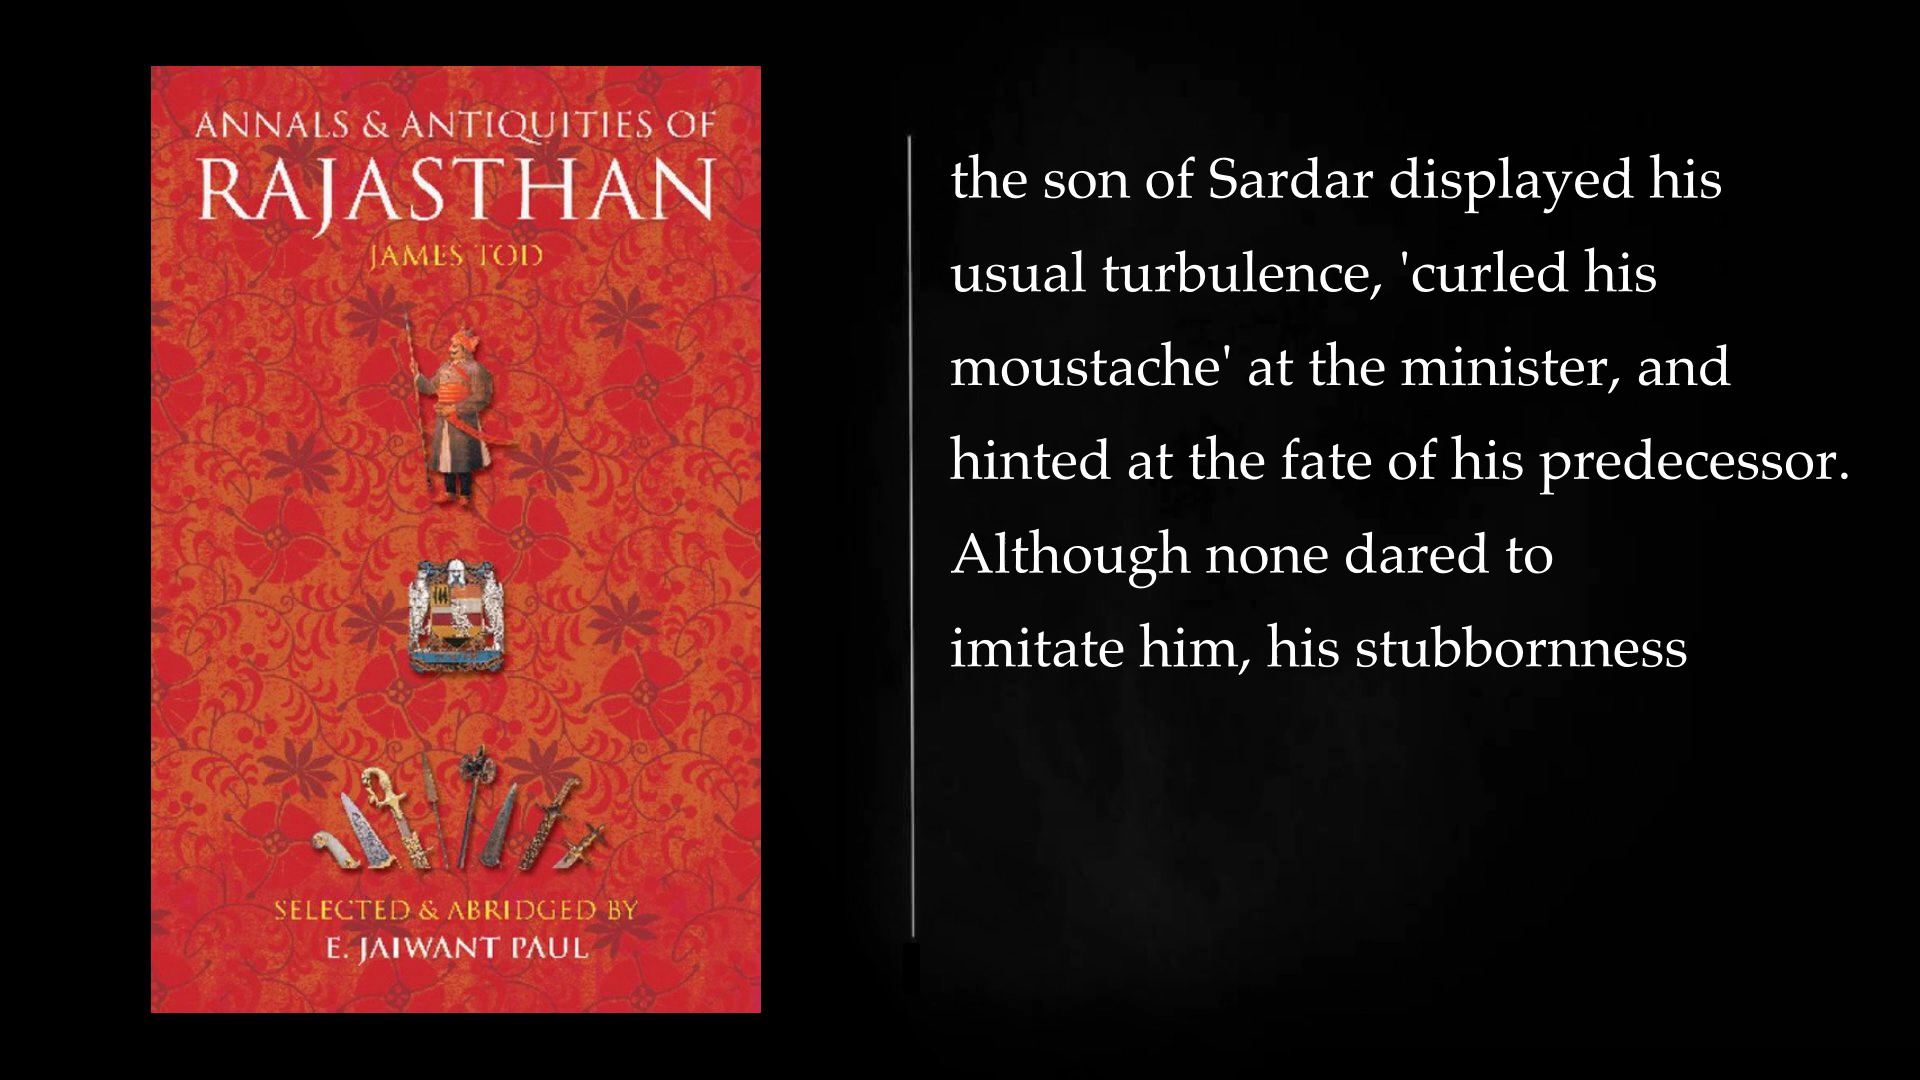 ANNALS & ANTIQUITIES OF
RAJASTHAN
JAMES TOD
SELECTED & ABRIDGED BY
E. JAIWANT PAUL
the son of Sardar displayed his
usual turbulence, 'curled his
moustache' at the minister, and
hinted at the fate of his predecessor.
Although none dared to
imitate him, his stubbornness